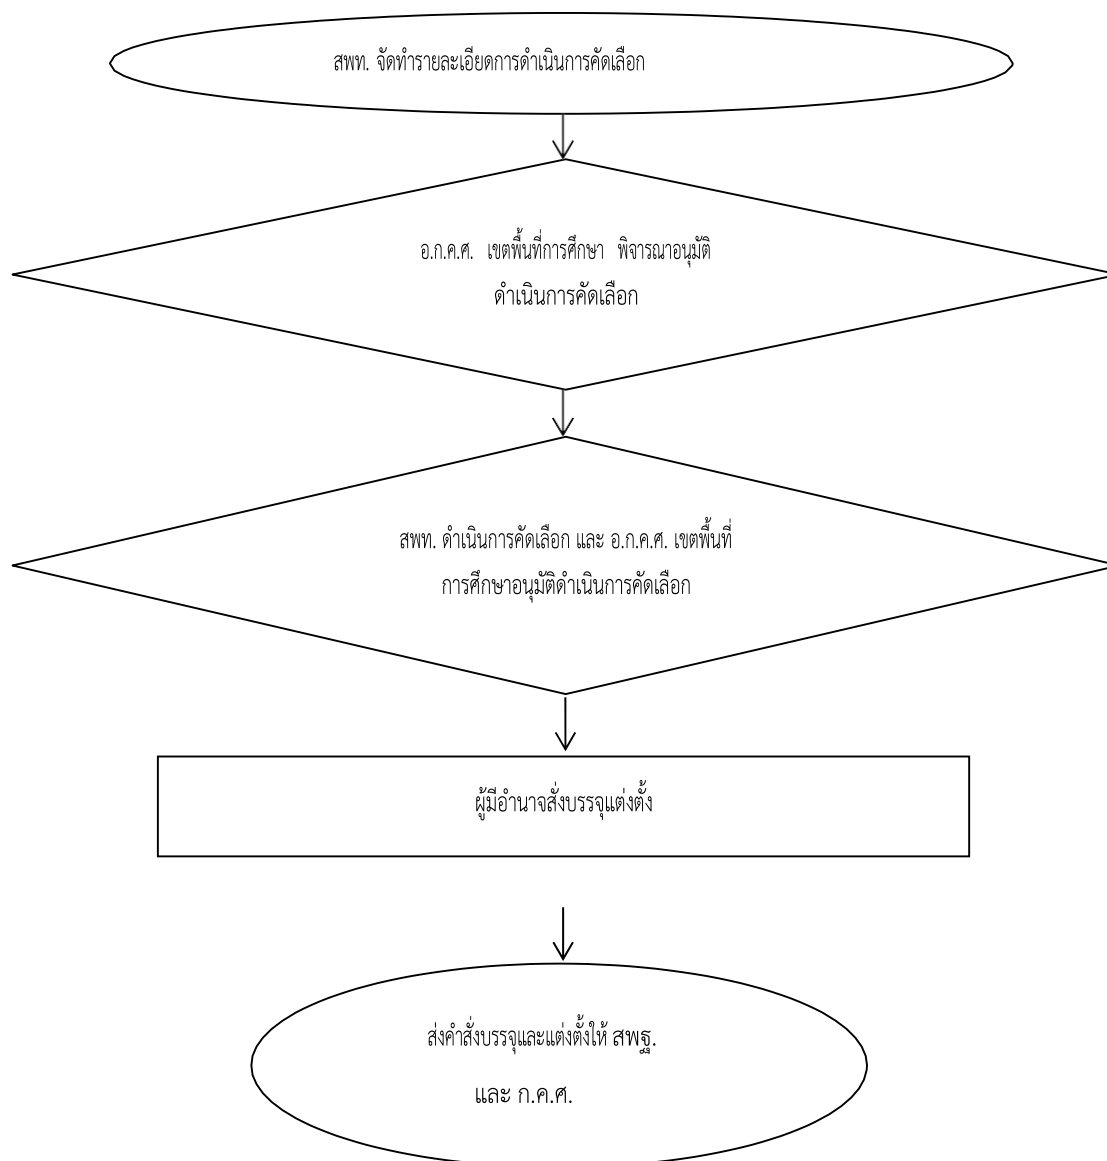 สพท. จัดทำรายละเอียดการดำเนินการคัดเลือก
อ.ก.ค.ศ. เขตพื้นที่การศึกษา พิจารณาอนุมัติ
ดำเนินการคัดเลือก
สพท. ดำเนินการคัดเลือก และ อ.ก.ค.ศ. เขตพื้นที่
การศึกษาอนุมัติดำเนินการคัดเลือก
ผู้มีอำนาจสั่งบรรจุแต่งตั้ง
ส่งคำสั่งบรรจุและแต่งตั้งให้ สพฐ.
และ ก.ค.ศ.